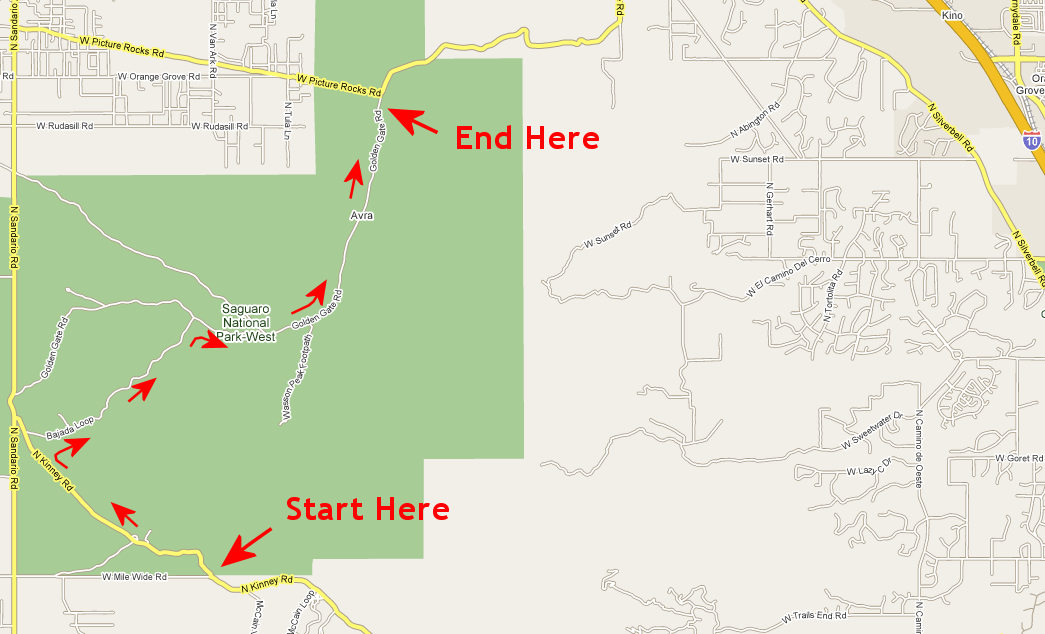 N Sandario Rd
W Picture Rocks Rd
Rd
W Orange Grove Rd
N Van Ark Rd
N Tula Ln
W Rudasill Rd
W Rudasill Rd
W Picture Rocks Rd
Golden Gate Rd
End Here
Avra
N Sandario Rd
Saguaro
National
Park-West
Golden Gate Rd
Golden Gate Rd
Wasson Peak Footpath
Bajada Loop
N Sandario Rd
N Kinney Rd
Start Here
W Mile Wide Rd
N Kinney Rd
McCain Loop
Rd
Kino
Grove
10
N Silverbell Rd
N Abington Rd
W Sunset Rd
N Gerhart Rd
W Sunset Rd
N Silverbell Rd
W El Camino Del Cerro
N Tortolita Rd
W Sweetwater Dr
N Camino de Oeste
W Goret Rd
W Lazy C Dr
W Trails End Rd
N Camin